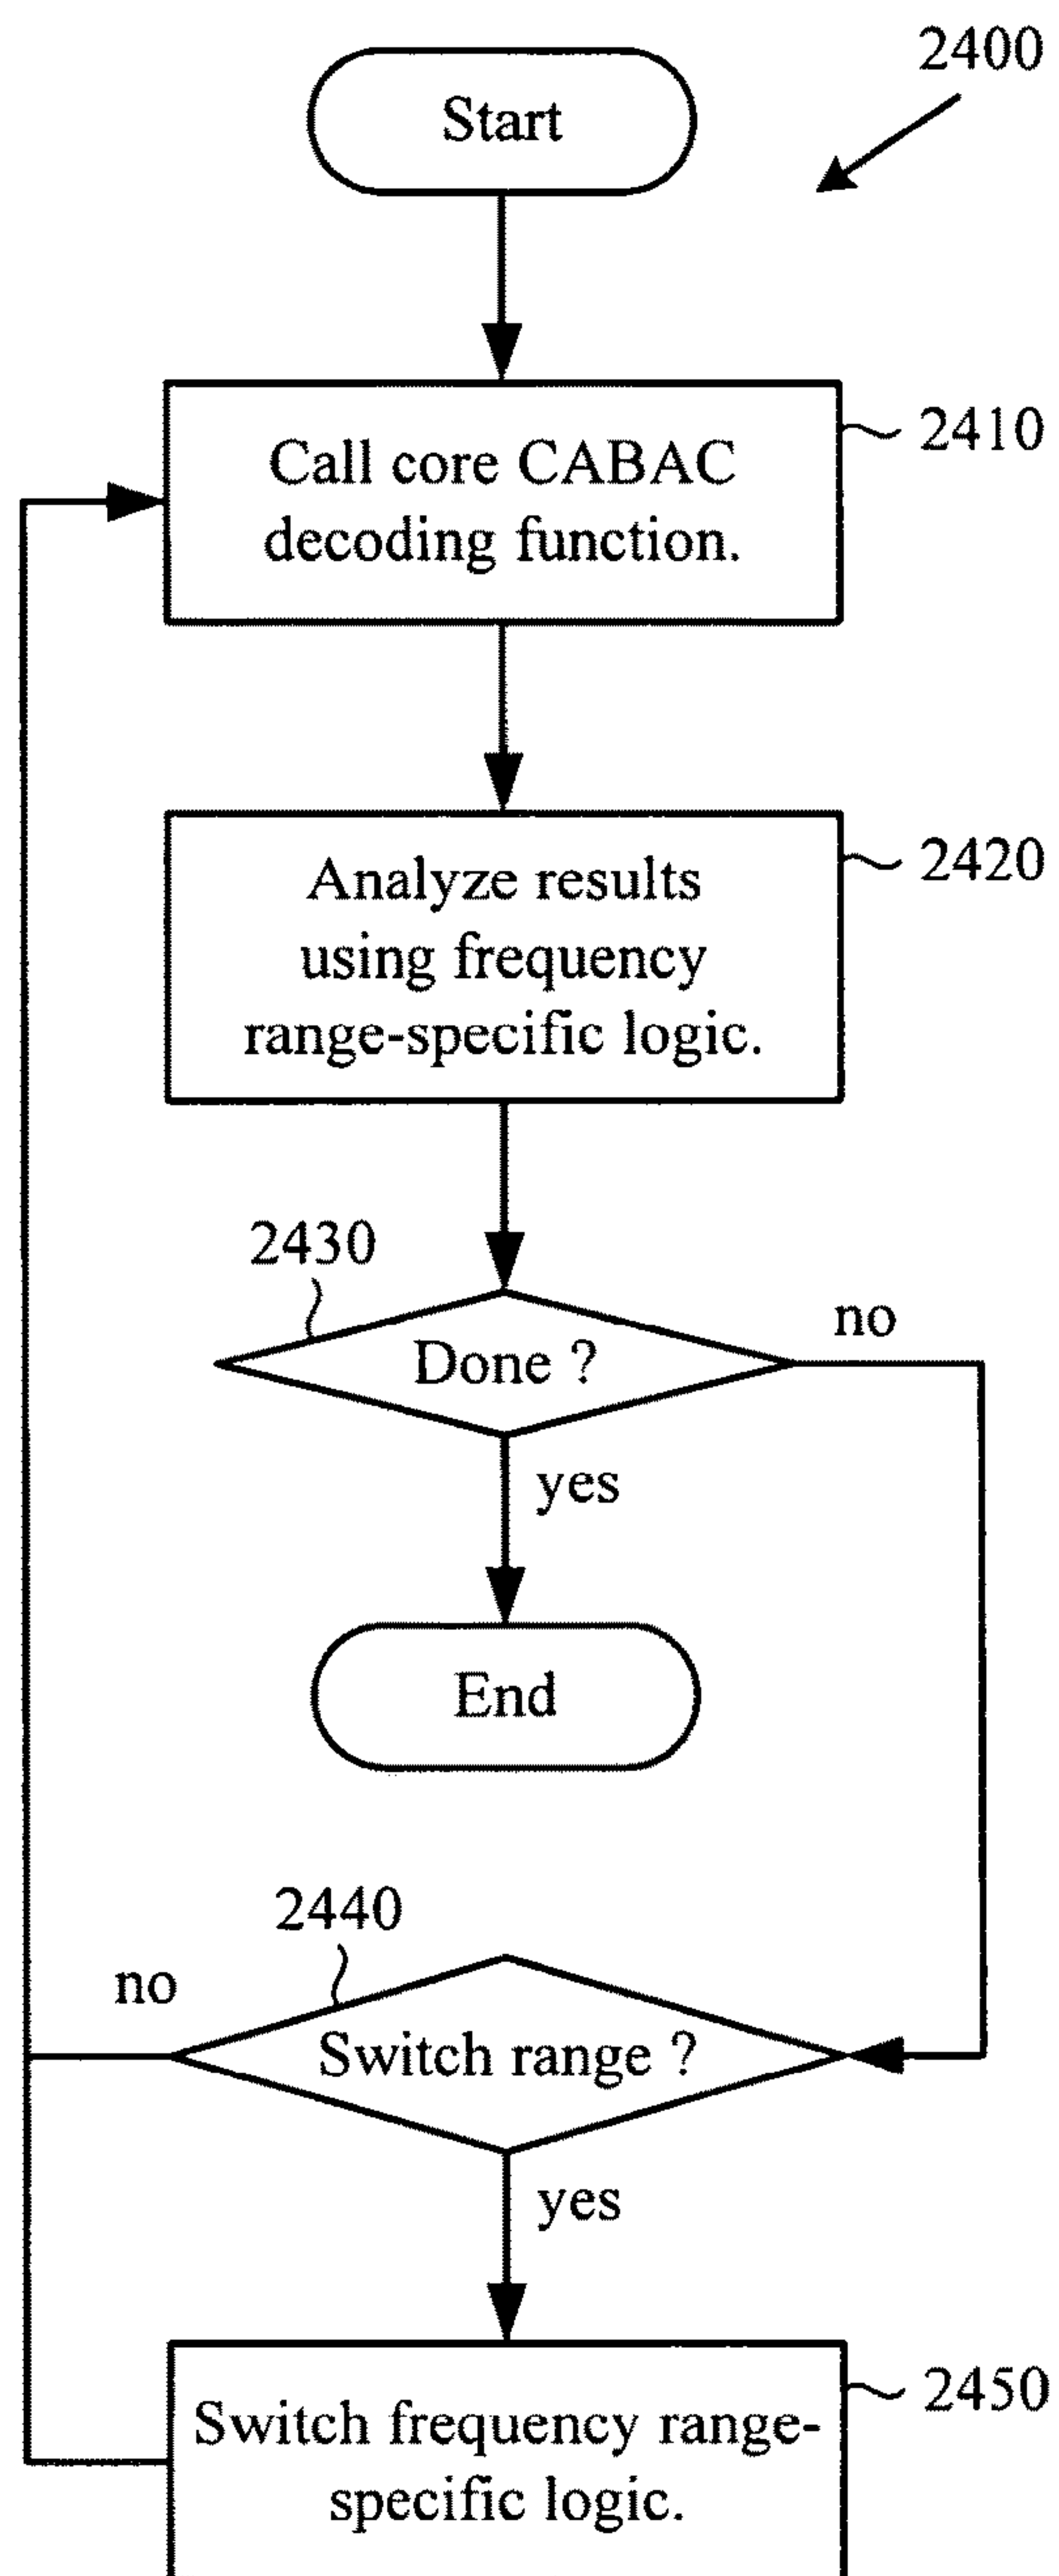 2400
Start
Call core CABAC
decoding function.
2410
Analyze results
using frequency
range-specific logic.
2420
2430
Done ?
no
yes
End
2440
no
Switch range ?
yes
Switch frequency range-
specific logic.
2450